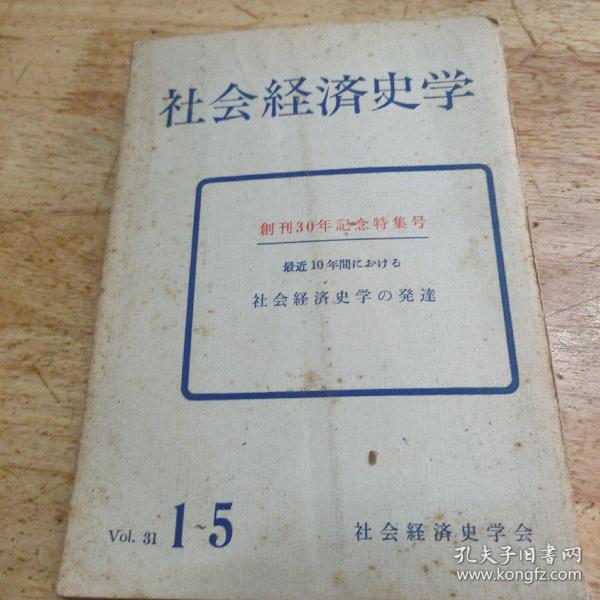 社会経済史学
創刊30年記念特集号
最近10年間における
社会経済史学の発達
Vol. 31 1~5
社会経済史学会
孔夫子旧书网
www.kongfz.com